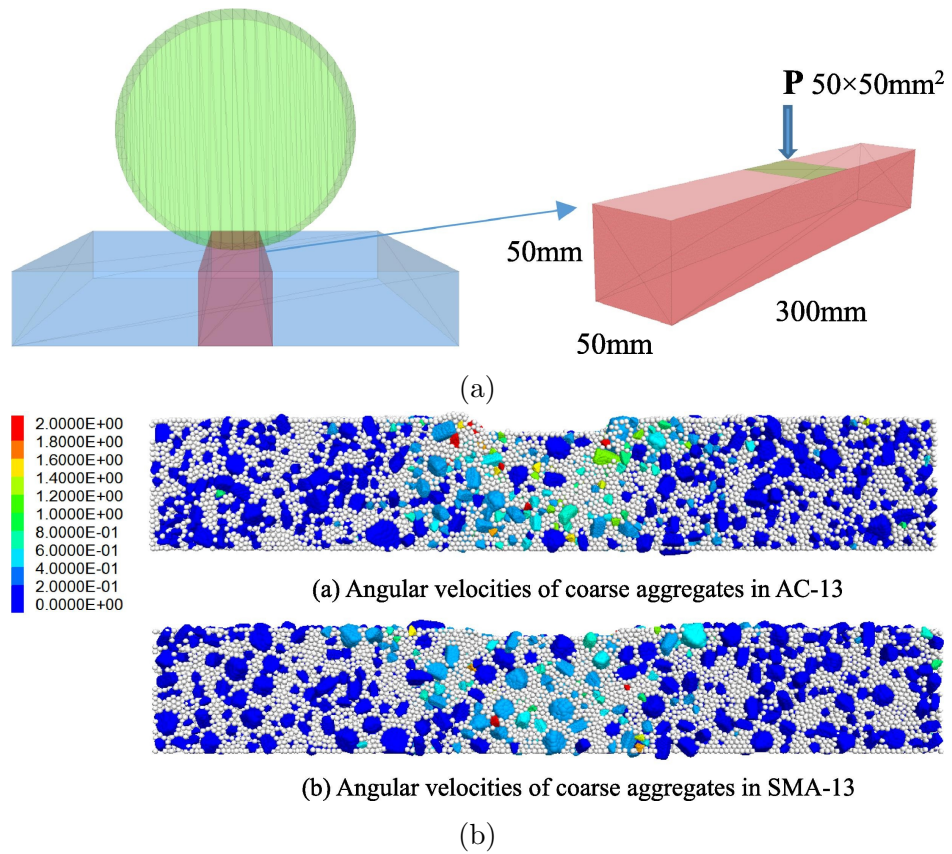 P 50×50mm²
50mm
300mm
50mm
(a)
2.0000E+00
1.8000E+00
1.6000E+00
1.4000E+00
1.2000E+00
1.0000E+00
8.0000E-01
6.0000E-01
4.0000E-01
2.0000E-01
0.0000E+00
(a) Angular velocities of coarse aggregates in AC-13
(b) Angular velocities of coarse aggregates in SMA-13
(b)